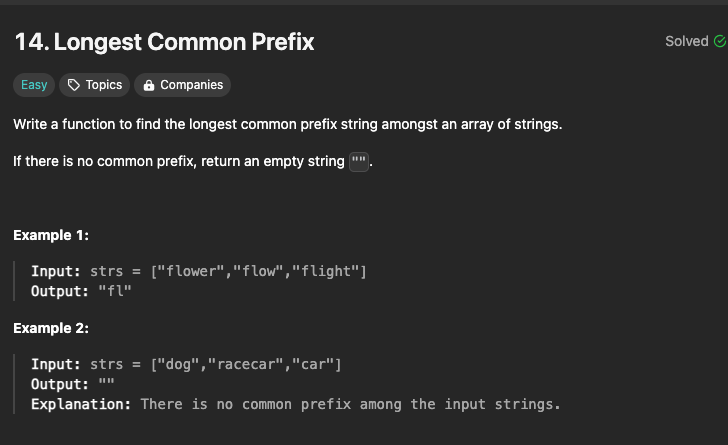 14. Longest Common Prefix
Solved
Easy
Topics
Companies
Write a function to find the longest common prefix string amongst an array of strings.
If there is no common prefix, return an empty string "".
Example 1:
Input: strs = ["flower","flow","flight"]
Output: "fl"
Example 2:
Input: strs = ["dog","racecar","car"]
Output: ""
Explanation: There is no common prefix among the input strings.